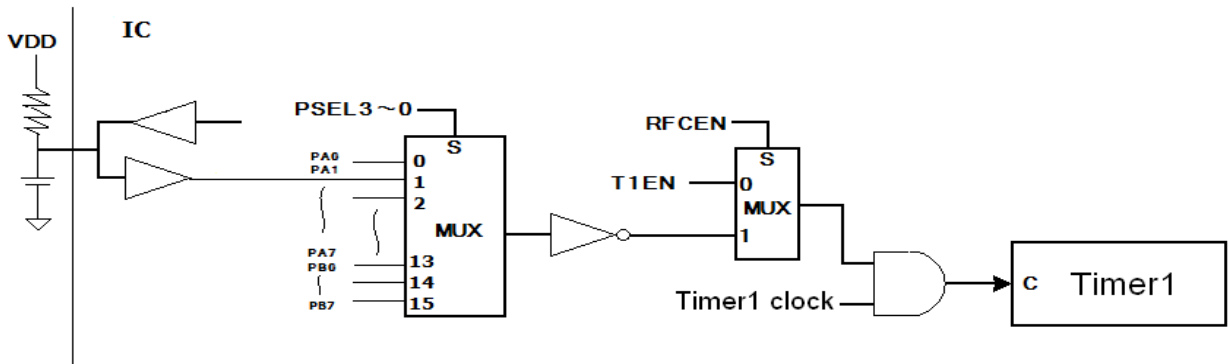 IC
VDD
PSEL3~0
S
PA0
0
PA1
1
2
MUX
PA7
13
PB0
14
PB7
15
RFCEN
S
T1EN
0
MUX
1
Timer1 clock
C
Timer1